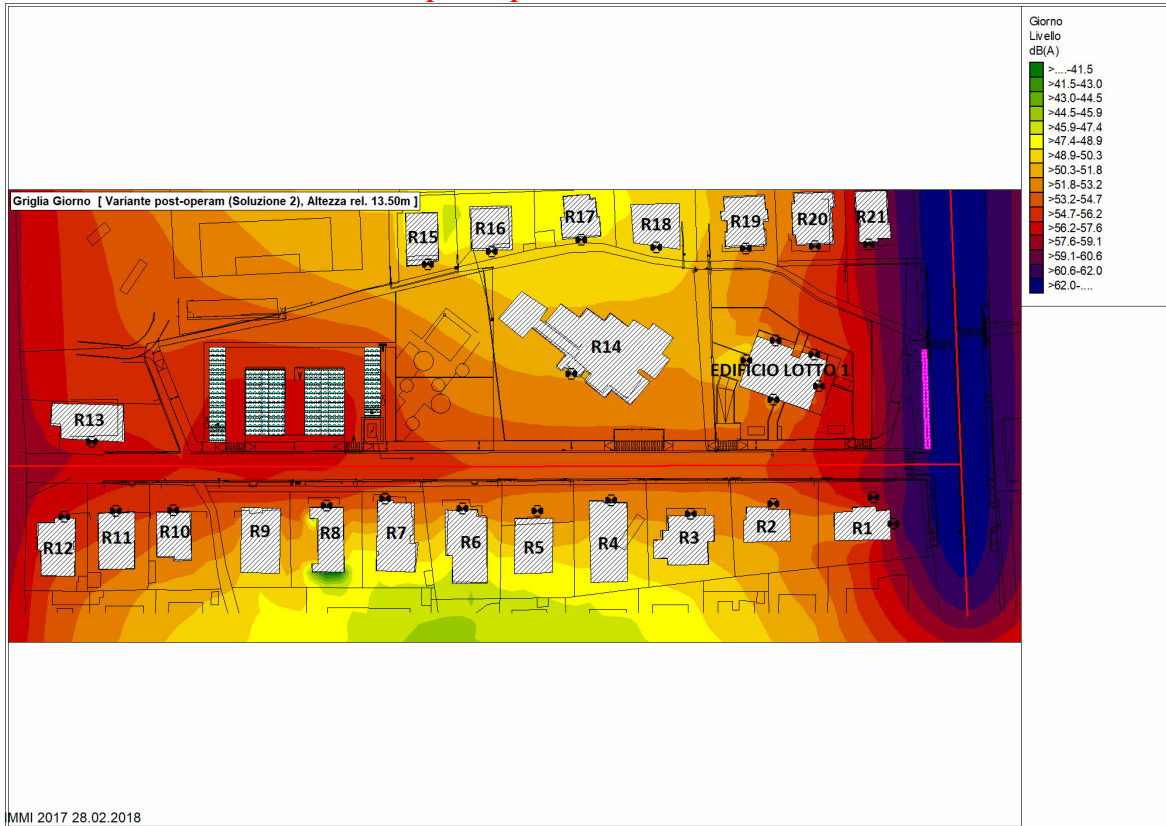 Giorno
Livello
dB(A)
>....-41.5
>41.5-43.0
>43.0-44.5
>44.5-45.9
>45.9-47.4
>47.4-48.9
>48.9-50.3
>50.3-51.8
>51.8-53.2
>53.2-54.7
>54.7-56.2
>56.2-57.6
>57.6-59.1
>59.1-60.6
>60.6-62.0
>62.0-....
Griglia Giorno [ Variante post-operam (Soluzione 2), Altezza rel. 13.50m ]
R15
R16
R17
R18
R19
R20
R21
R14
EDIFICIO LOTTO 1
R13
R12
R11
R10
R9
R8
R7
R6
R5
R4
R3
R2
R1
IMMI 2017 28.02.2018